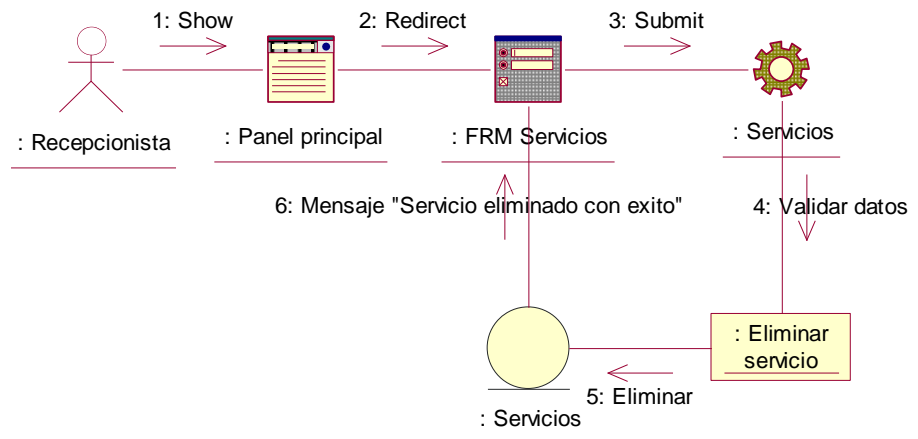 1: Show
2: Redirect
3: Submit
: Recepcionista
: Panel principal
: FRM Servicios
: Servicios
6: Mensaje "Servicio eliminado con exito"
4: Validar datos
: Eliminar
servicio
5: Eliminar
: Servicios